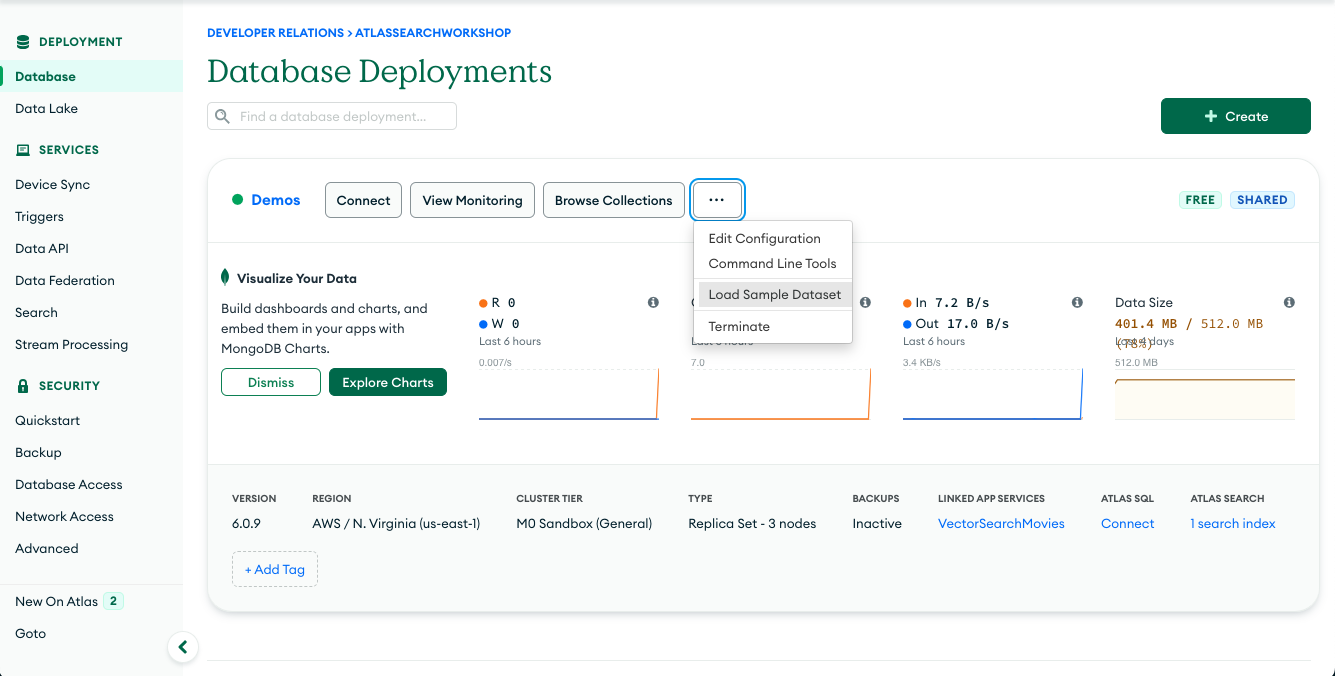 DEPLOYMENT
Database
Data Lake
SERVICES
Device Sync
Triggers
Data API
Data Federation
Search
Stream Processing
SECURITY
Quickstart
Backup
Database Access
Network Access
Advanced
New On Atlas 2
Goto
DEVELOPER RELATIONS > ATLASSEARCHWORKSHOP
Database Deployments
Find a database deployment...
+ Create
Demos
Connect
View Monitoring
Browse Collections
...
FREE
SHARED
Edit Configuration
Command Line Tools
Load Sample Dataset
Terminate
Visualize Your Data
Build dashboards and charts, and
embed them in your apps with
MongoDB Charts.
Dismiss
Explore Charts
R 0
W 0
Last 6 hours
0.007/s
Last 6 hours
7.0
In 7.2 B/s
Out 17.0 B/s
Last 6 hours
3.4 KB/s
Data Size
401.4 MB / 512.0 MB
(78%)
Last 4 days
512.0 MB
VERSION
6.0.9
REGION
AWS / N. Virginia (us-east-1)
CLUSTER TIER
M0 Sandbox (General)
TYPE
Replica Set - 3 nodes
BACKUPS
Inactive
LINKED APP SERVICES
VectorSearchMovies
ATLAS SQL
Connect
ATLAS SEARCH
1 search index
+ Add Tag